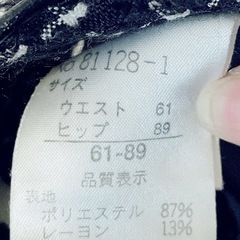 81128-1
サイズ
ウエスト 61
ヒップ 89
61-89
品質表示
表地
ポリエステル 87%
レーヨン 13%